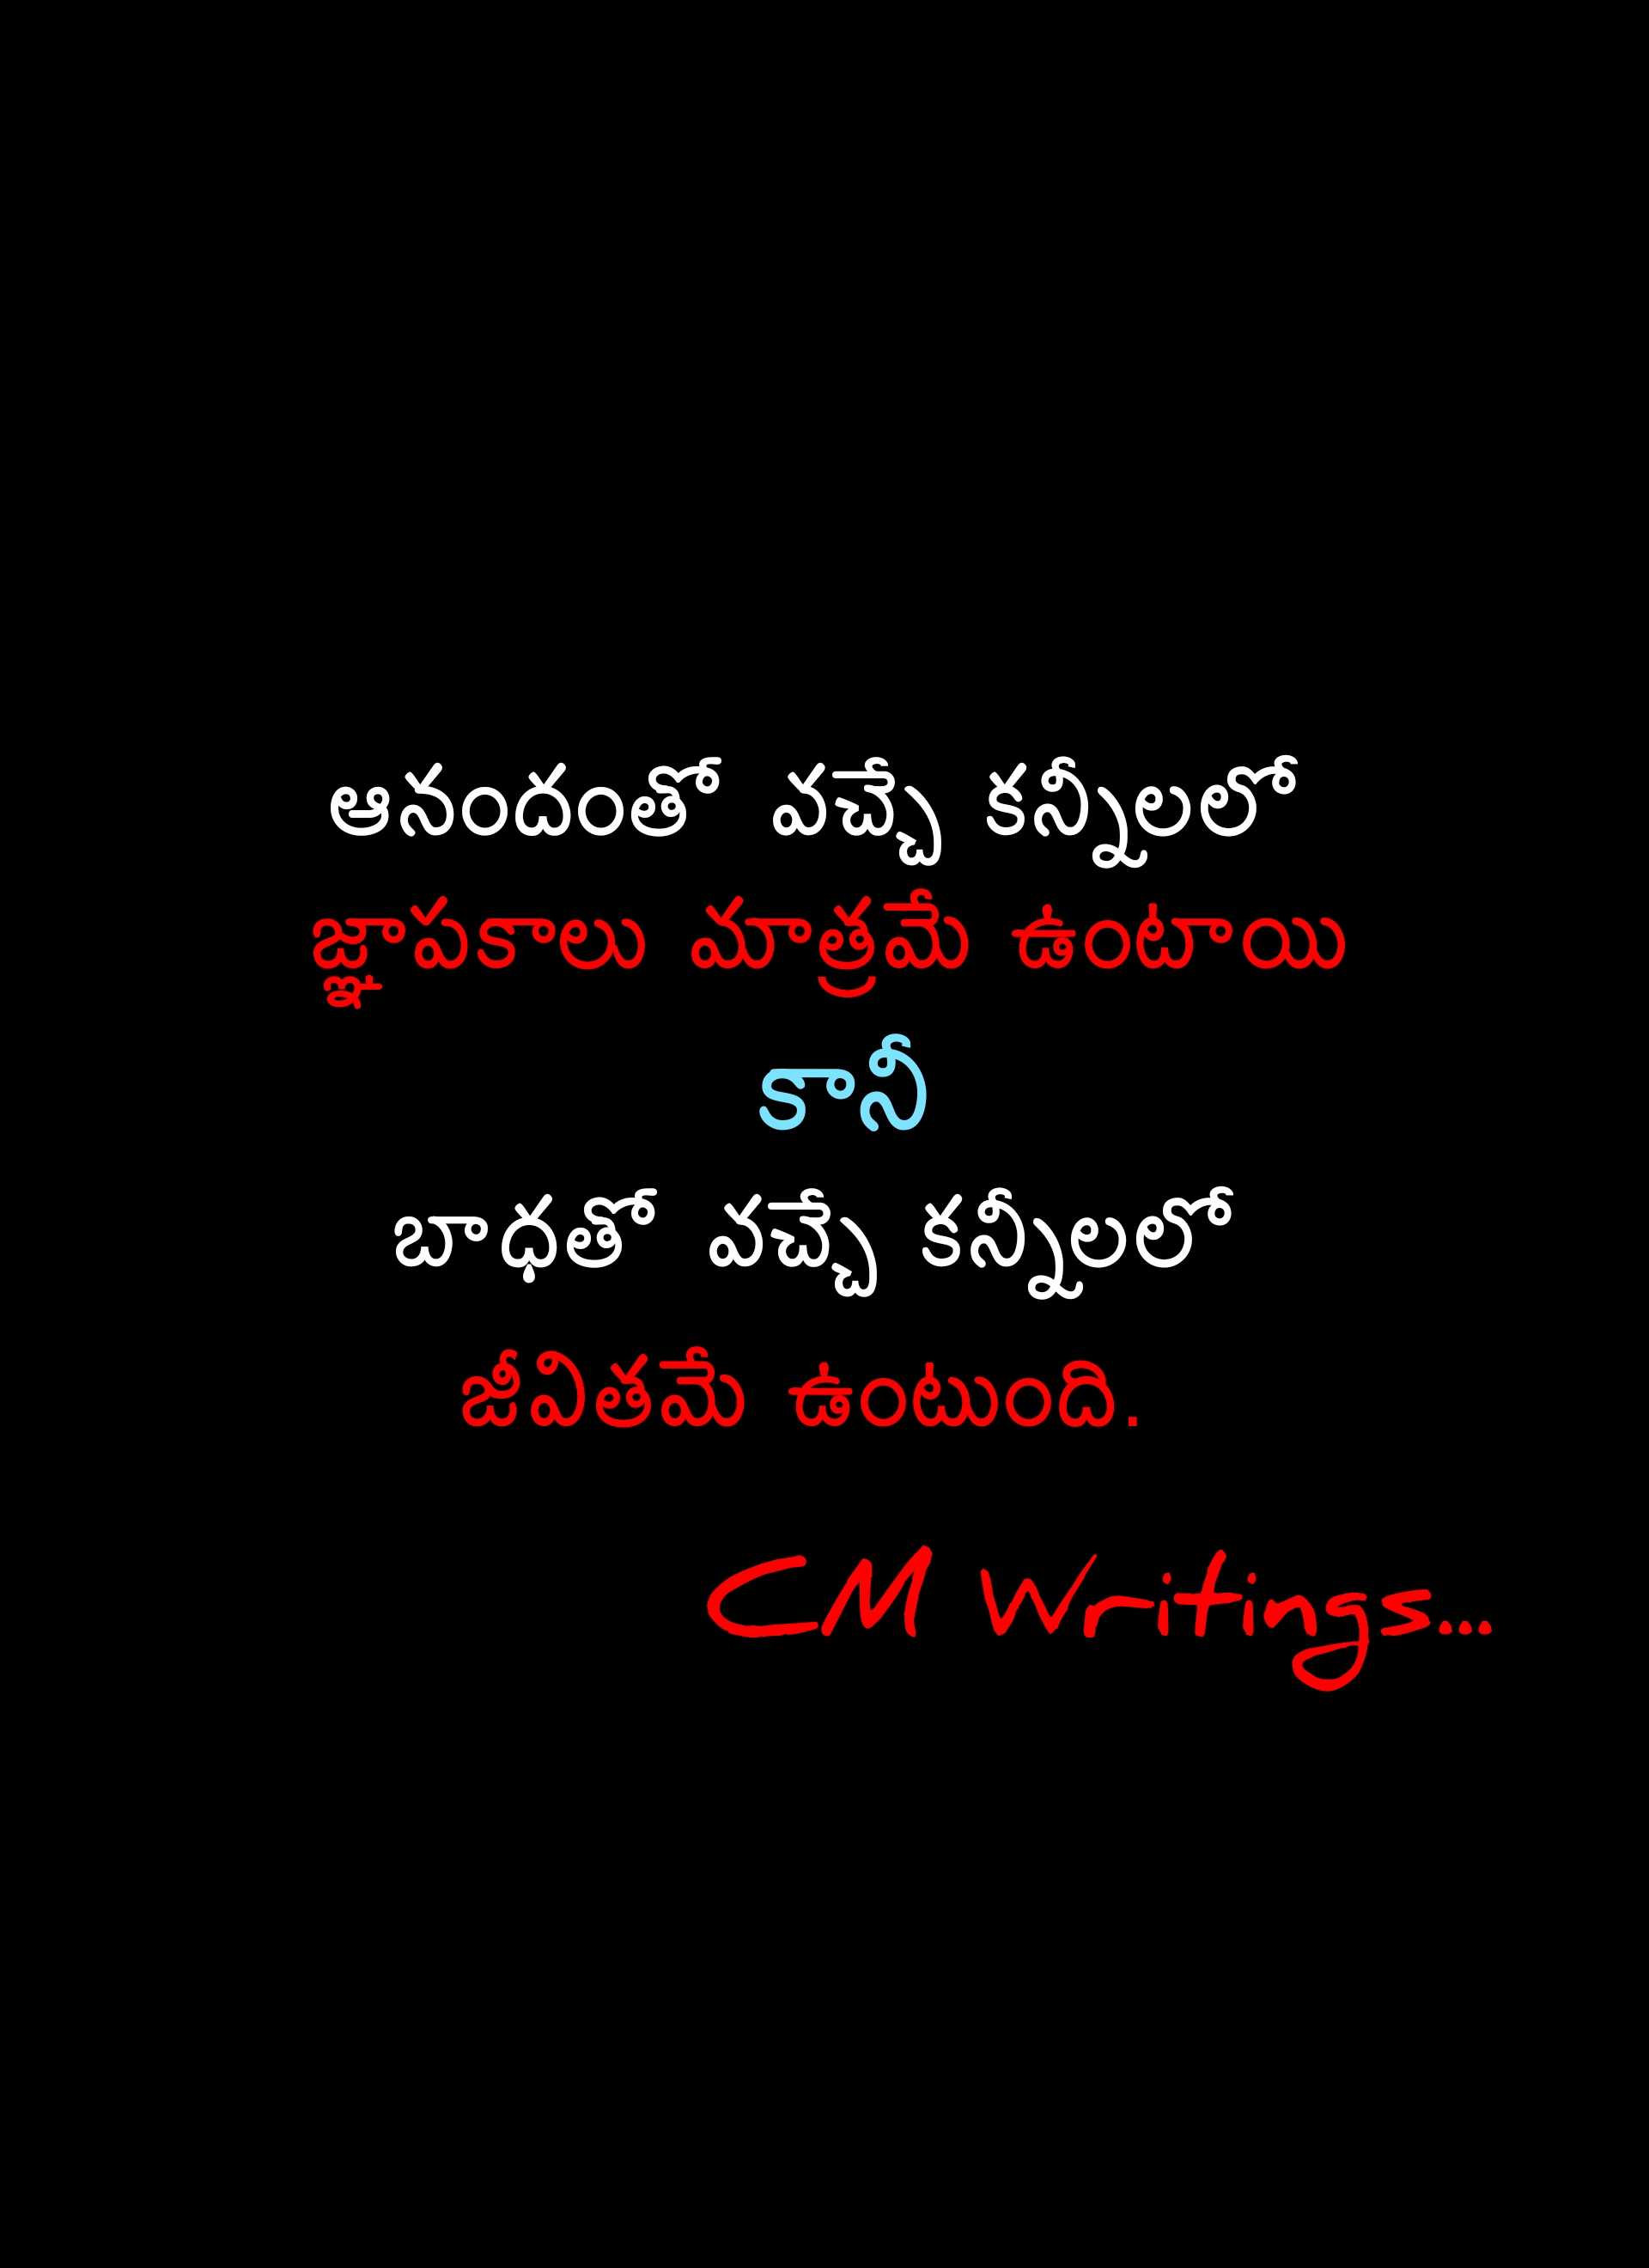 ఆనందంతో వచ్చే కన్నీలలో
జ్ఞాపకాలు మాత్రమే ఉంటాయి
కానీ
బాధతో వచ్చే కన్నీలలో
జీవితమే ఉంటుంది.
CM Writings...